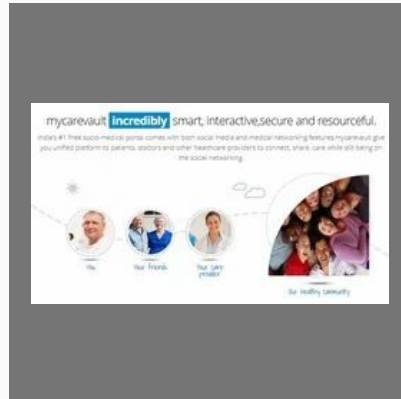 mycarevault incredibly smart, interactive,secure and resourceful.
India's #1 Free socio-medical portal comes with both social media and medical networking features mycarevault give
you unified platform to patients, doctors and other healthcare providers to connect, share, care while still being on
the social networking.
You
Your friends
Your care
provider
Our Healthy Community